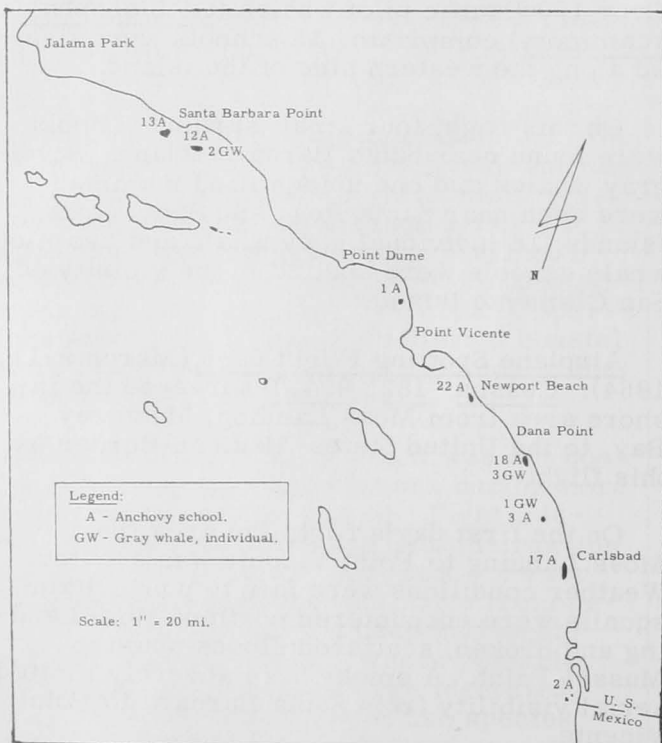 Jalama Park
Santa Barbara Point
13A
12A
2 GW
Point Dume
N
1 A
Point Vicente
22 A
Newport Beach
Dana Point
18 A
3 GW
Legend:
A - Anchovy school.
GW - Gray whale, individual.
1 GW
3 A
17 A
Carlsbad
Scale: 1" = 20 mi.
2 A
U. S.
Mexico